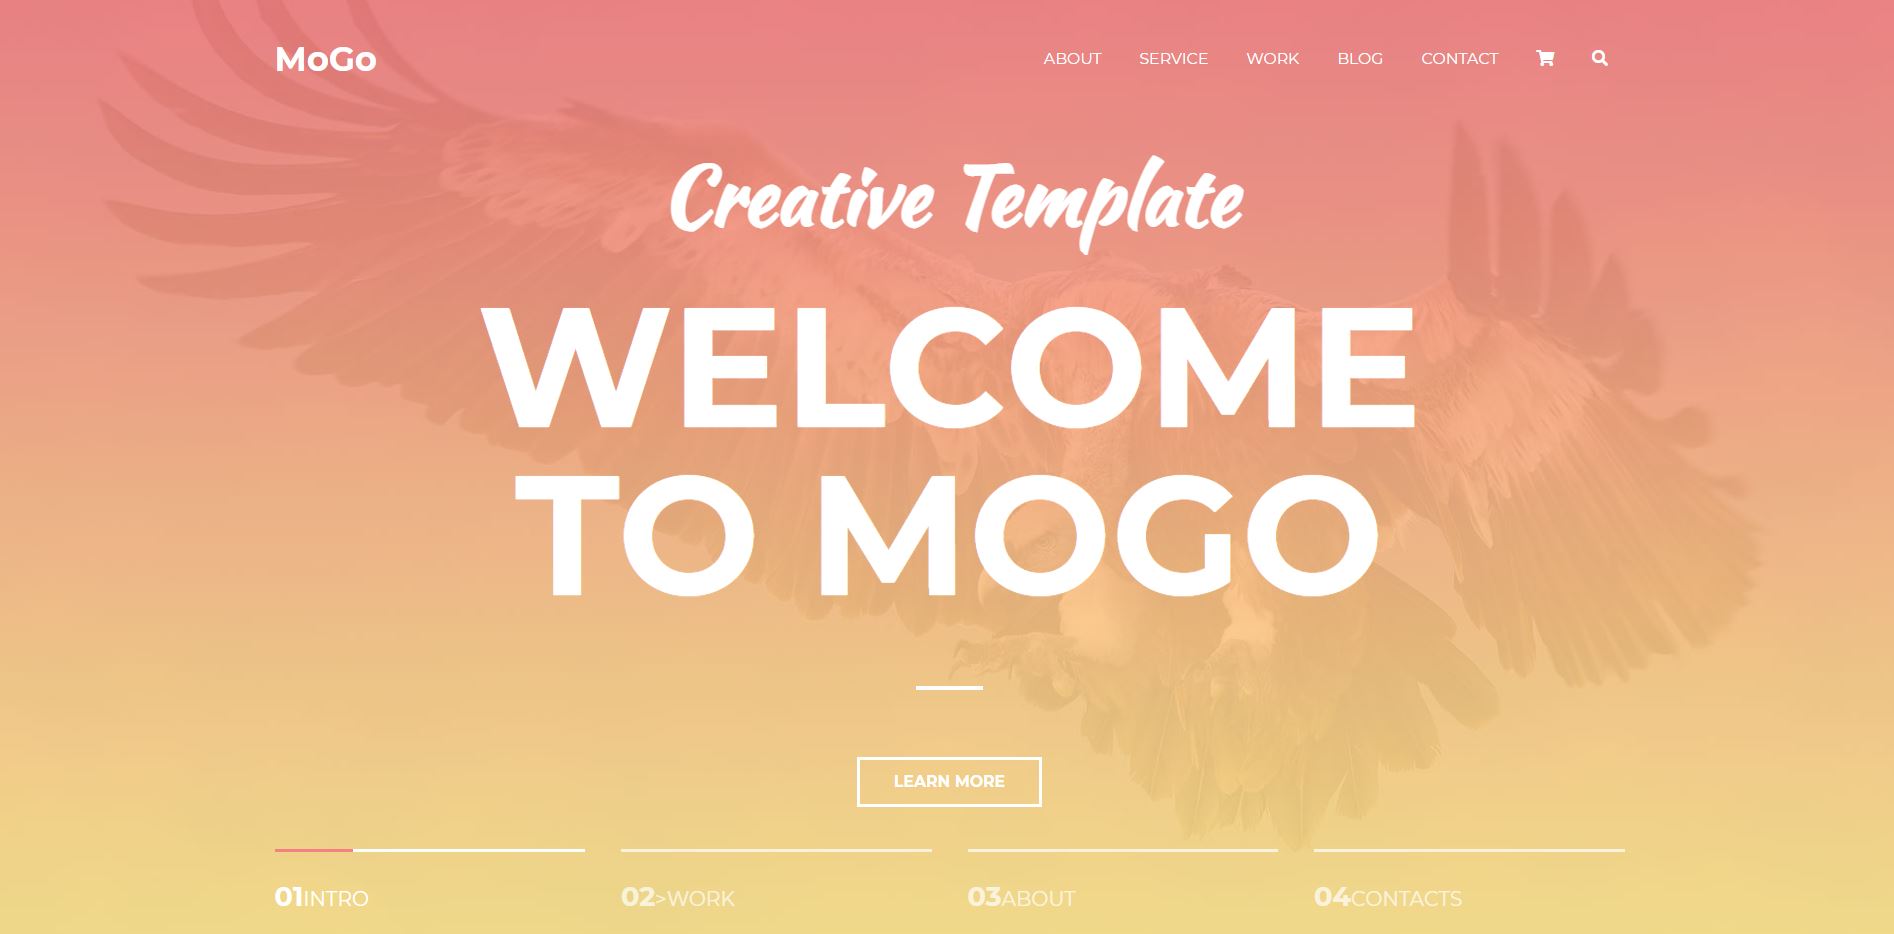 MoGo ABOUT SERVICE WORK BLOG CONTACT
Creative Template
WELCOME
TO MOGO
LEARN MORE
01INTRO 02>WORK 03ABOUT 04CONTACTS